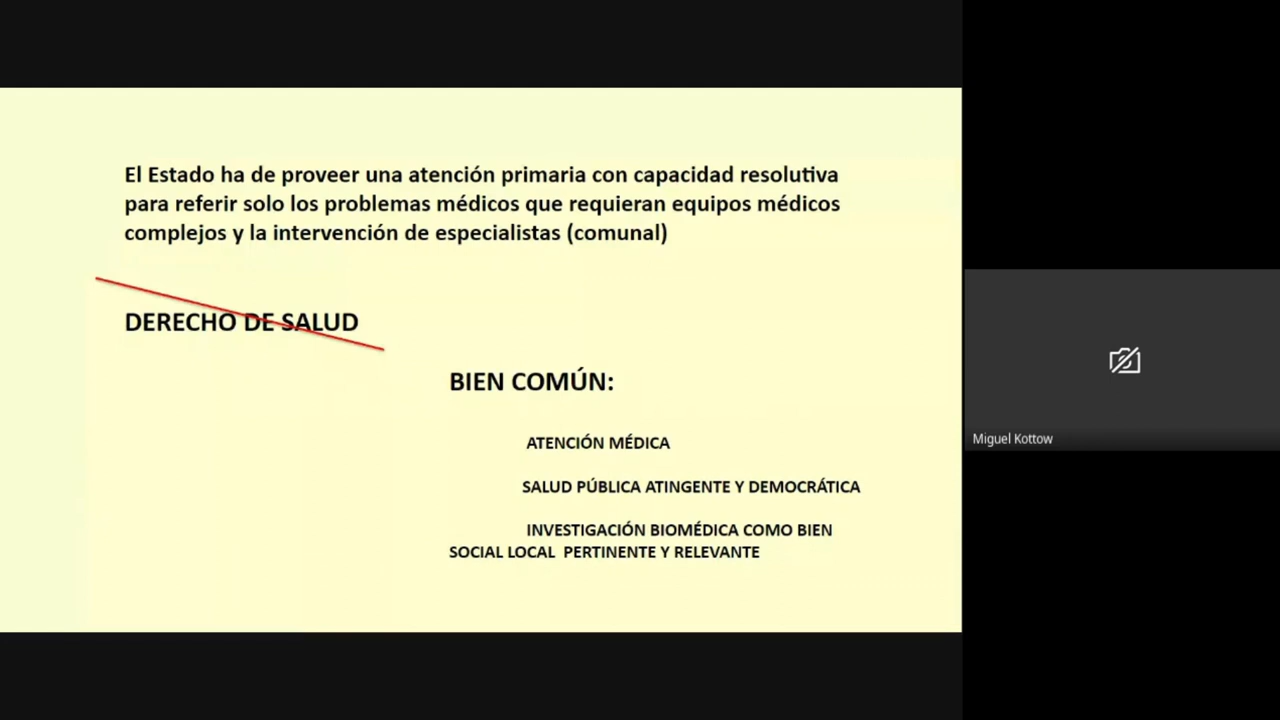 El Estado ha de proveer una atención primaria con capacidad resolutiva
para referir solo los problemas médicos que requieran equipos médicos
complejos y la intervención de especialistas (comunal)
DERECHO DE SALUD
BIEN COMÚN:
ATENCIÓN MÉDICA
SALUD PÚBLICA ATINGENTE Y DEMOCRÁTICA
INVESTIGACIÓN BIOMÉDICA COMO BIEN
SOCIAL LOCAL PERTINENTE Y RELEVANTE
Miguel Kottow